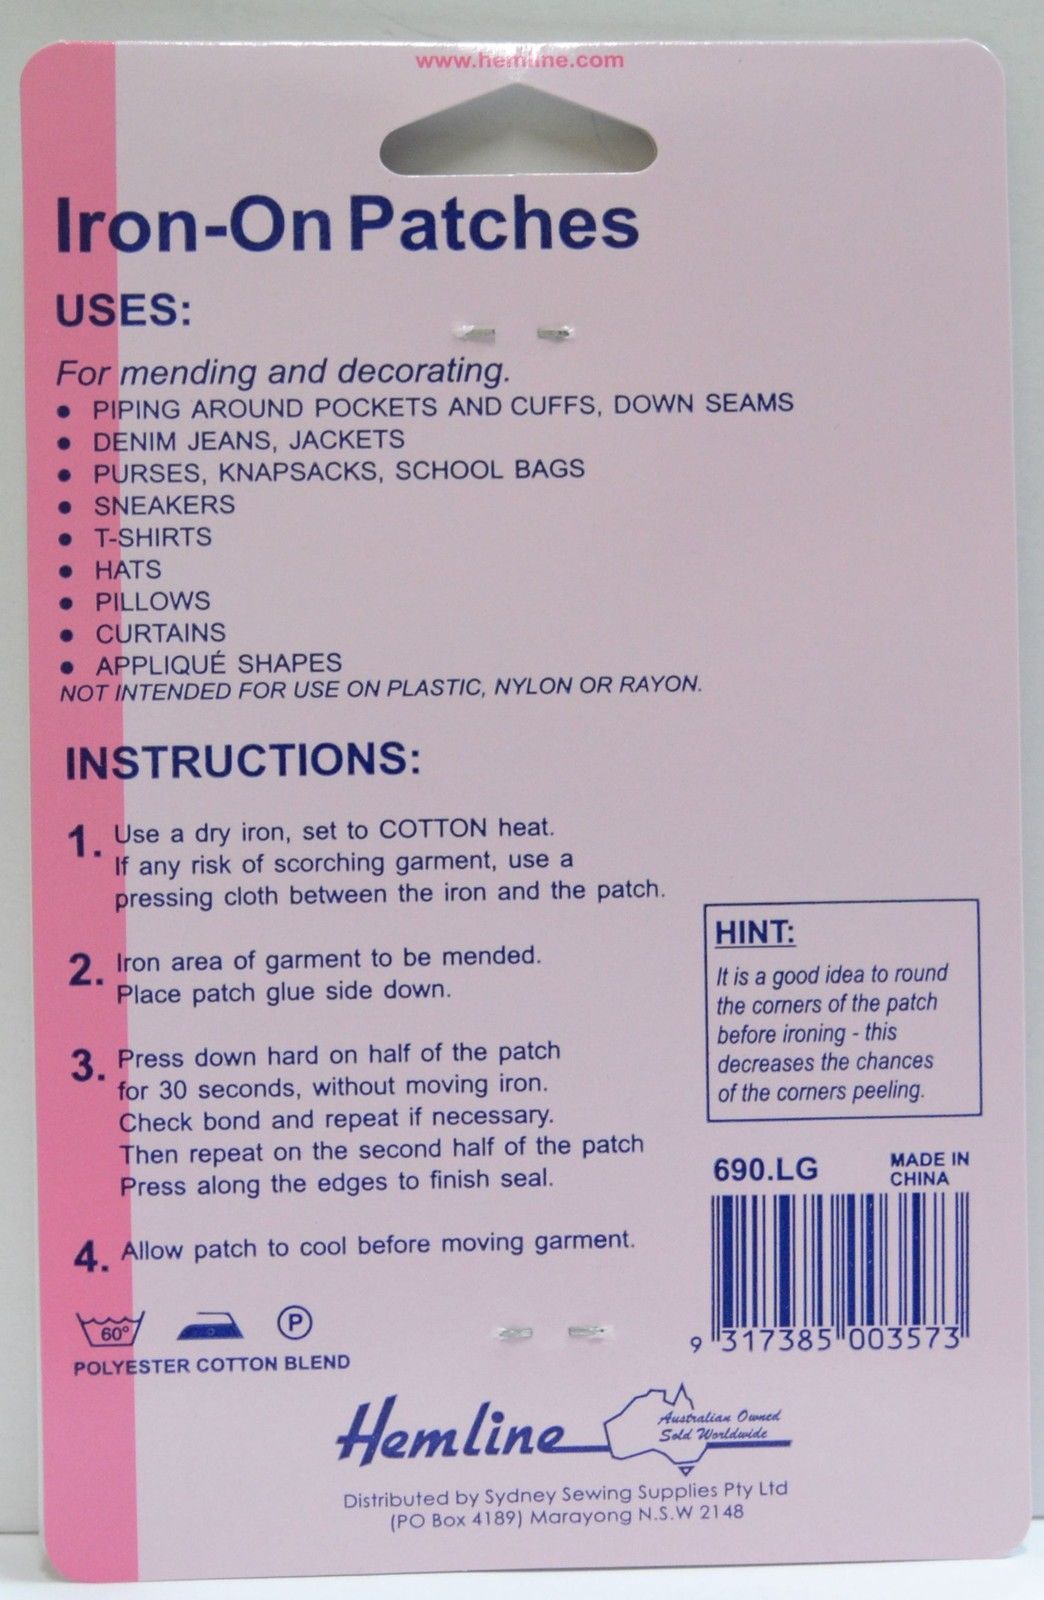 www.hemline.com
Iron-On Patches
USES:
For mending and decorating.
• PIPING AROUND POCKETS AND CUFFS, DOWN SEAMS
• DENIM JEANS, JACKETS
• PURSES, KNAPSACKS, SCHOOL BAGS
• SNEAKERS
• T-SHIRTS
• HATS
• PILLOWS
• CURTAINS
• APPLIQUÉ SHAPES
NOT INTENDED FOR USE ON PLASTIC, NYLON OR RAYON.
INSTRUCTIONS:
1. Use a dry iron, set to COTTON heat.
If any risk of scorching garment, use a
pressing cloth between the iron and the patch.
2. Iron area of garment to be mended.
Place patch glue side down.
3. Press down hard on half of the patch
for 30 seconds, without moving iron.
Check bond and repeat if necessary.
Then repeat on the second half of the patch
Press along the edges to finish seal.
4. Allow patch to cool before moving garment.
HINT:
It is a good idea to round
the corners of the patch
before ironing - this
decreases the chances
of the corners peeling.
690.LG
MADE IN
CHINA
9 317385 003573
60°
P
POLYESTER COTTON BLEND
Hemline
Australian Owned
Sold Worldwide
Distributed by Sydney Sewing Supplies Pty Ltd
(PO Box 4189) Marayong N.S.W 2148